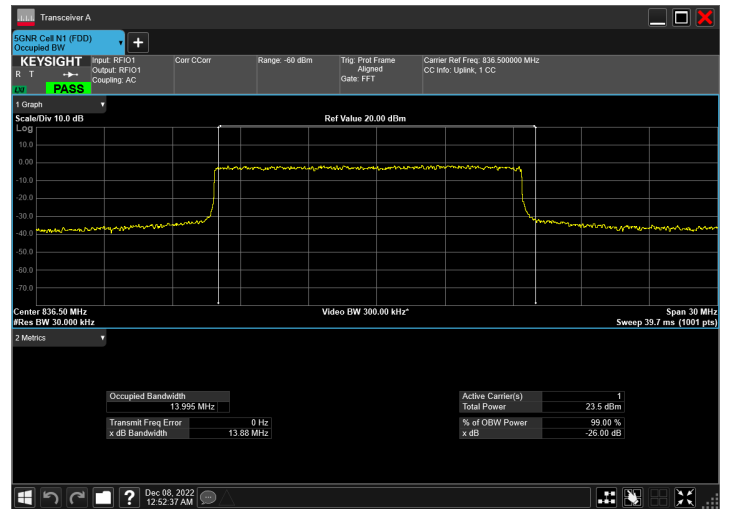 Transceiver A
5GNR Cell N1 (FDD)
Occupied BW
KEYSIGHT
R T
LXI
PASS
Input: RFIO1
Output: RFIO1
Coupling: AC
Corr CCorr
Range: -60 dBm
Trig: Prot Frame
Aligned
Gate: FFT
Carrier Ref Freq: 836.500000 MHz
CC Info: Uplink, 1 CC
1 Graph
Scale/Div 10.0 dB
Ref Value 20.00 dBm
Log
10.0
0.00
-10.0
-20.0
-30.0
-40.0
-50.0
-60.0
-70.0
Center 836.50 MHz
Video BW 300.00 kHz*
Span 30 MHz
#Res BW 30.000 kHz
Sweep 39.7 ms (1001 pts)
2 Metrics
Occupied Bandwidth
13.995 MHz
Transmit Freq Error 0 Hz
x dB Bandwidth 13.88 MHz
Active Carrier(s) 1
Total Power 23.5 dBm
% of OBW Power 99.00 %
x dB -26.00 dB
?
Dec 08, 2022
12:52:37 AM